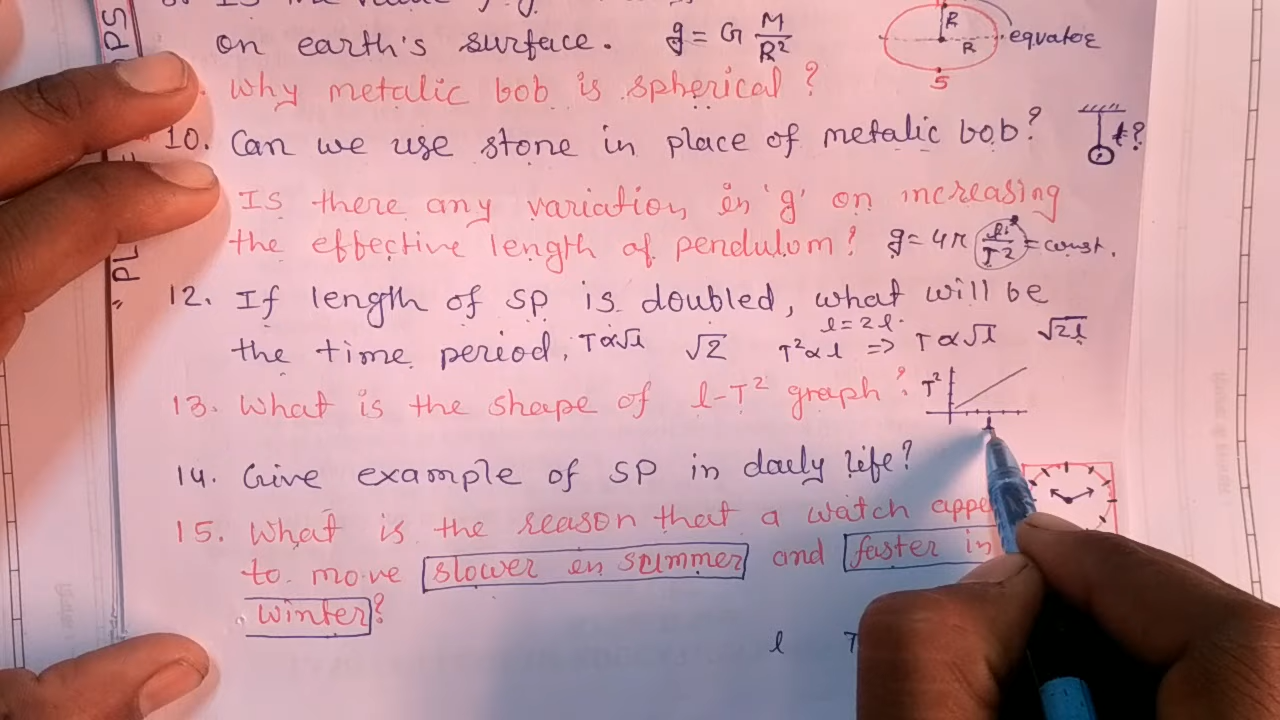 on earth's surface. g = G M/R²
R
R
equator
S
Why metalic bob is spherical?
10. Can we use stone in place of metalic bob? t?
Is there any variation in 'g' on increasing
the effective length of pendulom? g = 4π l/T² = const.
12. If length of SP is doubled, what will be
l = 2l.
the time period, T∝√l √2 T²∝l ⇒ T∝√l √2l
13. What is the shape of l-T² graph? T²
l
14. Give example of SP in daily life?
15. What is the reason that a watch appe
to move slower in summer and faster in
winter?
l T